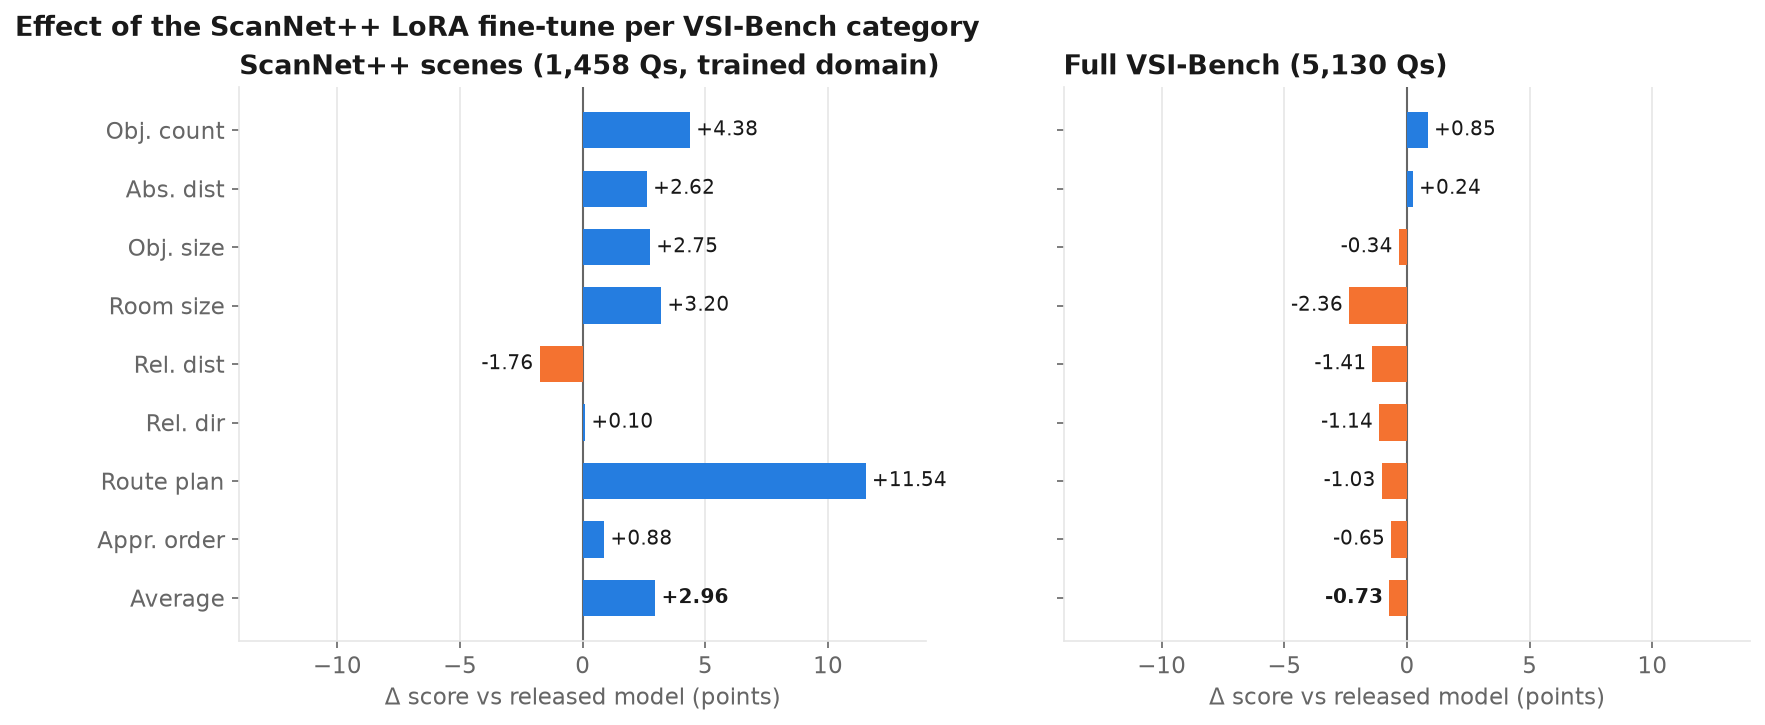 Effect of the ScanNet++ LoRA fine-tune per VSI-Bench category
ScanNet++ scenes (1,458 Qs, trained domain)
Obj. count
+4.38
Abs. dist
+2.62
Obj. size
+2.75
Room size
+3.20
Rel. dist
-1.76
Rel. dir
+0.10
Route plan
+11.54
Appr. order
+0.88
Average
+2.96
−10 −5 0 5 10
Δ score vs released model (points)
Full VSI-Bench (5,130 Qs)
+0.85
+0.24
-0.34
-2.36
-1.41
-1.14
-1.03
-0.65
-0.73
−10 −5 0 5 10
Δ score vs released model (points)